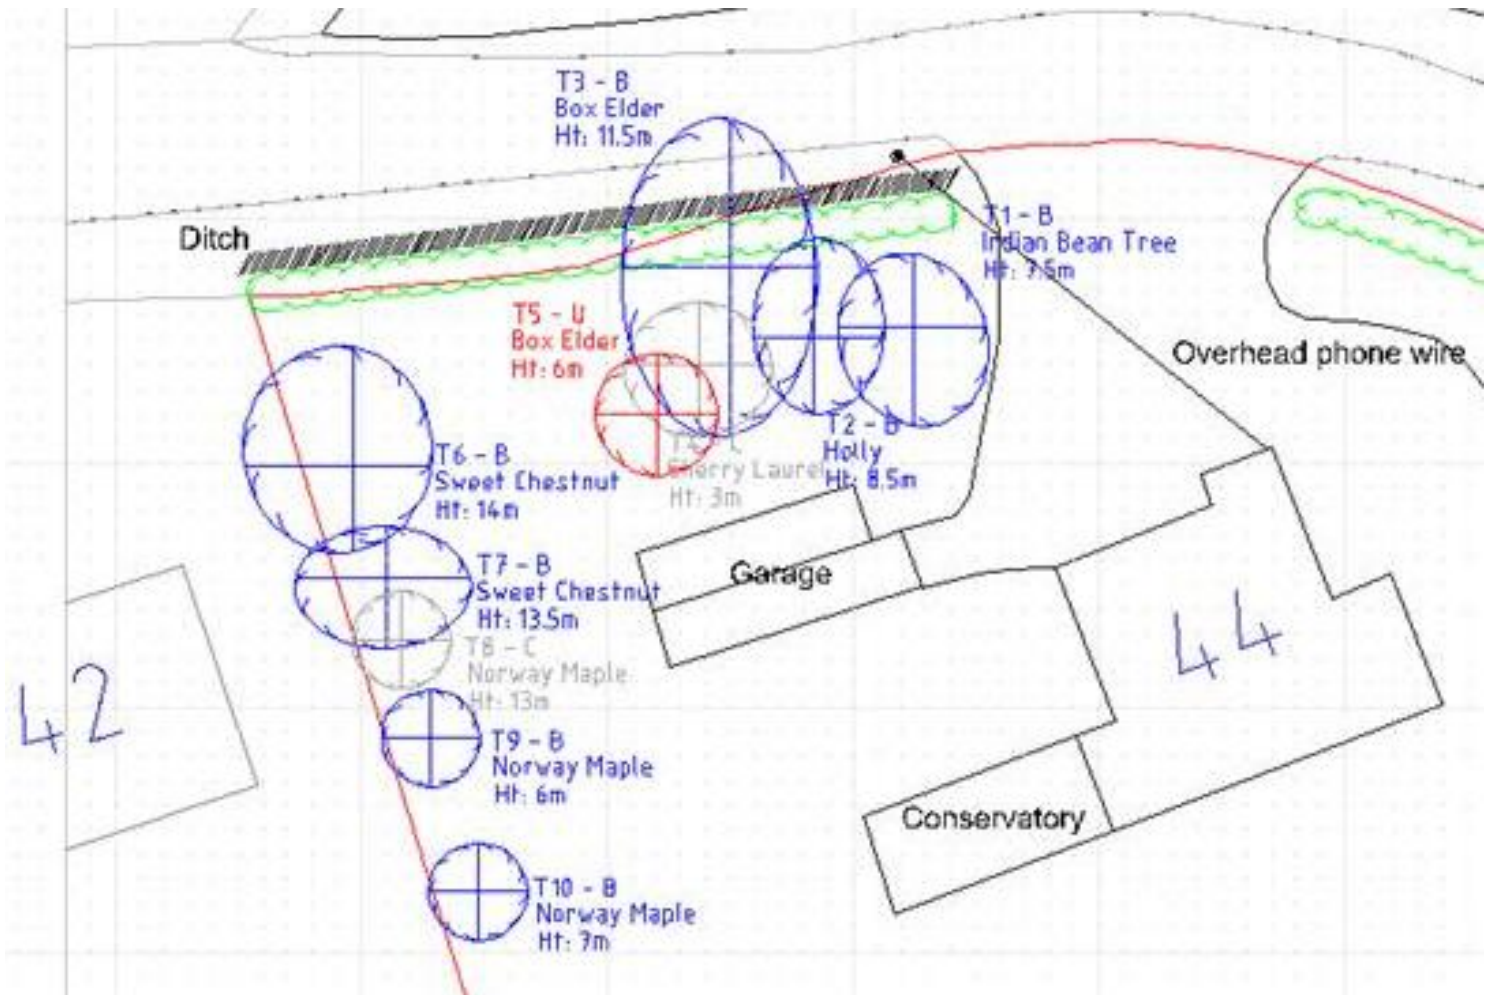 T3 - B
Box Elder
Ht: 11.5m
Ditch
T1 - B
Indian Bean Tree
Ht: 7.5m
T5 - U
Box Elder
Ht: 6m
Overhead phone wire
T2 - B
Holly
Ht: 8.5m
Cherry Laurel
Ht: 3m
T6 - B
Sweet Chestnut
Ht: 14m
T7 - B
Sweet Chestnut
Ht: 13.5m
Garage
T8 - C
Norway Maple
Ht: 13m
44
42
T9 - B
Norway Maple
Ht: 6m
Conservatory
T10 - B
Norway Maple
Ht: 7m